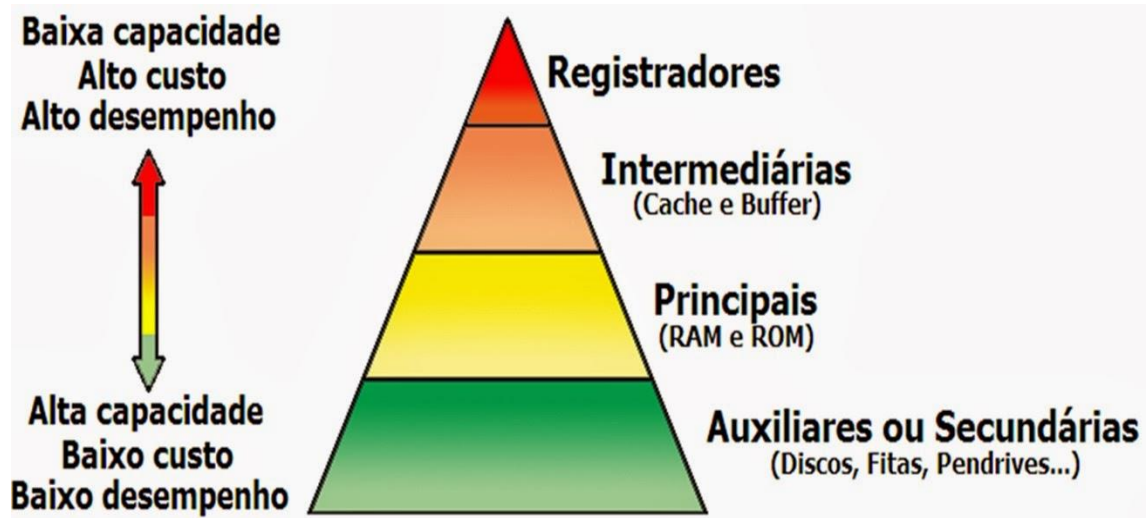 Baixa capacidade
Alto custo
Alto desempenho
Registradores
Intermediárias
(Cache e Buffer)
Principais
(RAM e ROM)
Alta capacidade
Baixo custo
Baixo desempenho
Auxiliares ou Secundárias
(Discos, Fitas, Pendrives...)